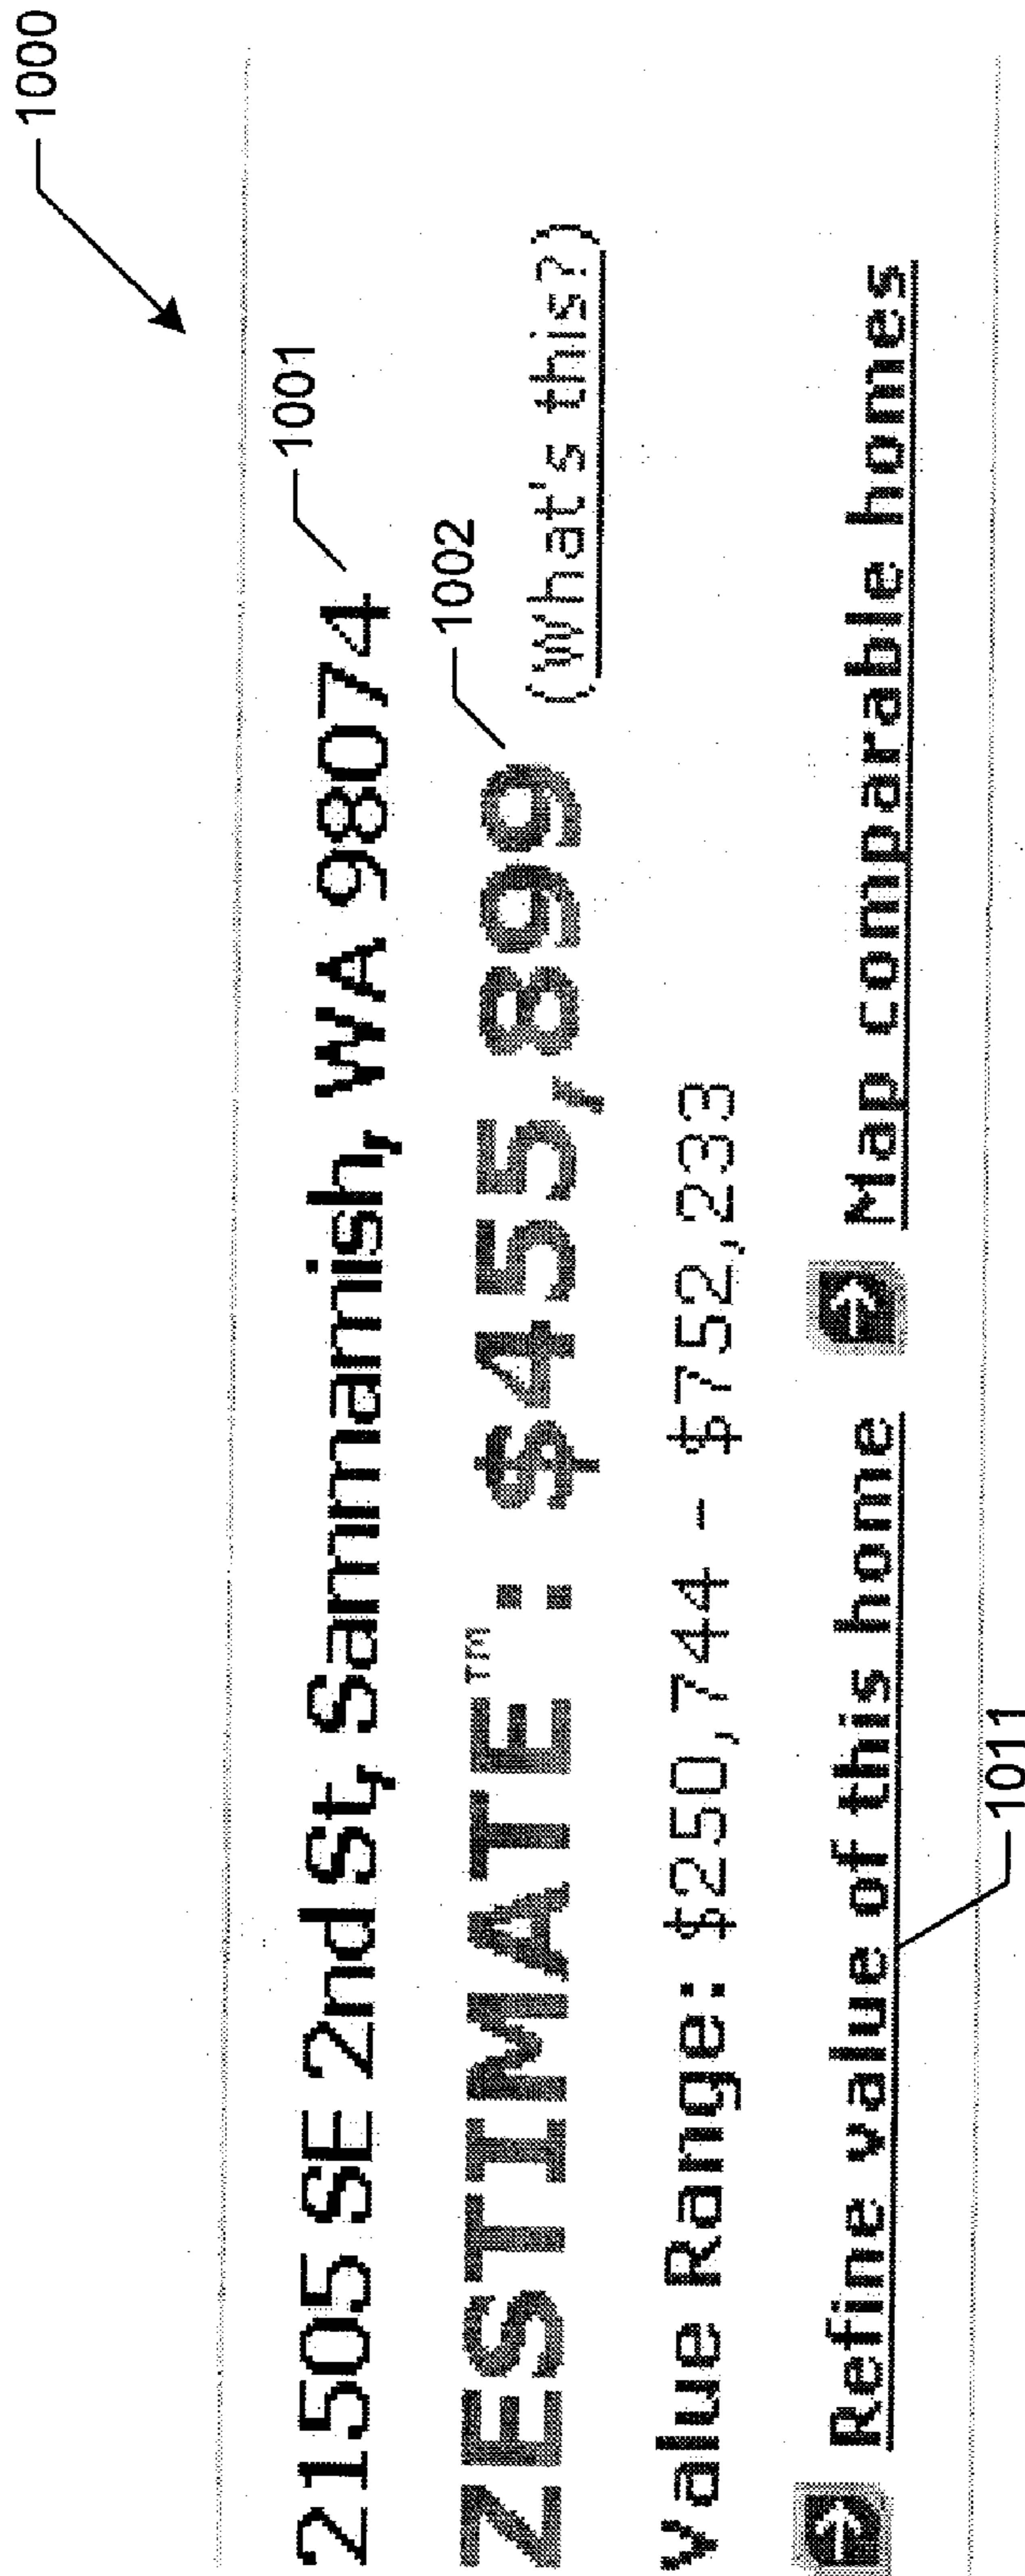 1000
21505 SE 2nd St, Sammamish, WA 98074
1001
ZESTIMATE™: $455,899
1002
(What's this?)
Value Range: $250,744 - $752,233
Refine value of this home
Map comparable homes
1011